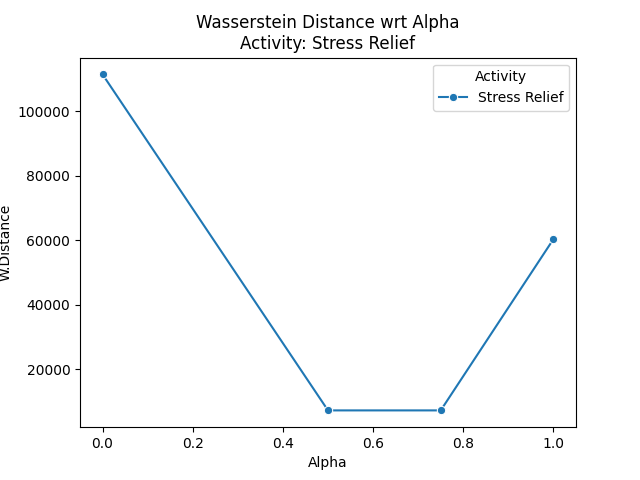 Wasserstein Distance wrt Alpha
Activity: Stress Relief
Activity
Stress Relief
100000
80000
60000
40000
20000
W.Distance
0.0
0.2
0.4
0.6
0.8
1.0
Alpha